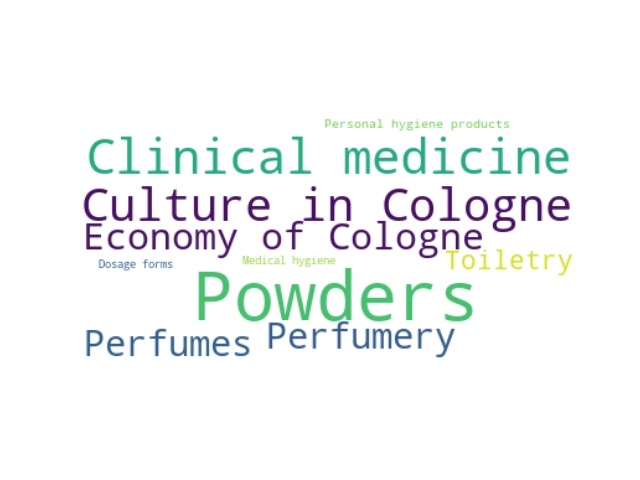 Personal hygiene products
Clinical medicine
Culture in Cologne
Economy of Cologne
Dosage forms
Medical hygiene
Toiletry
Powders
Perfumes
Perfumery